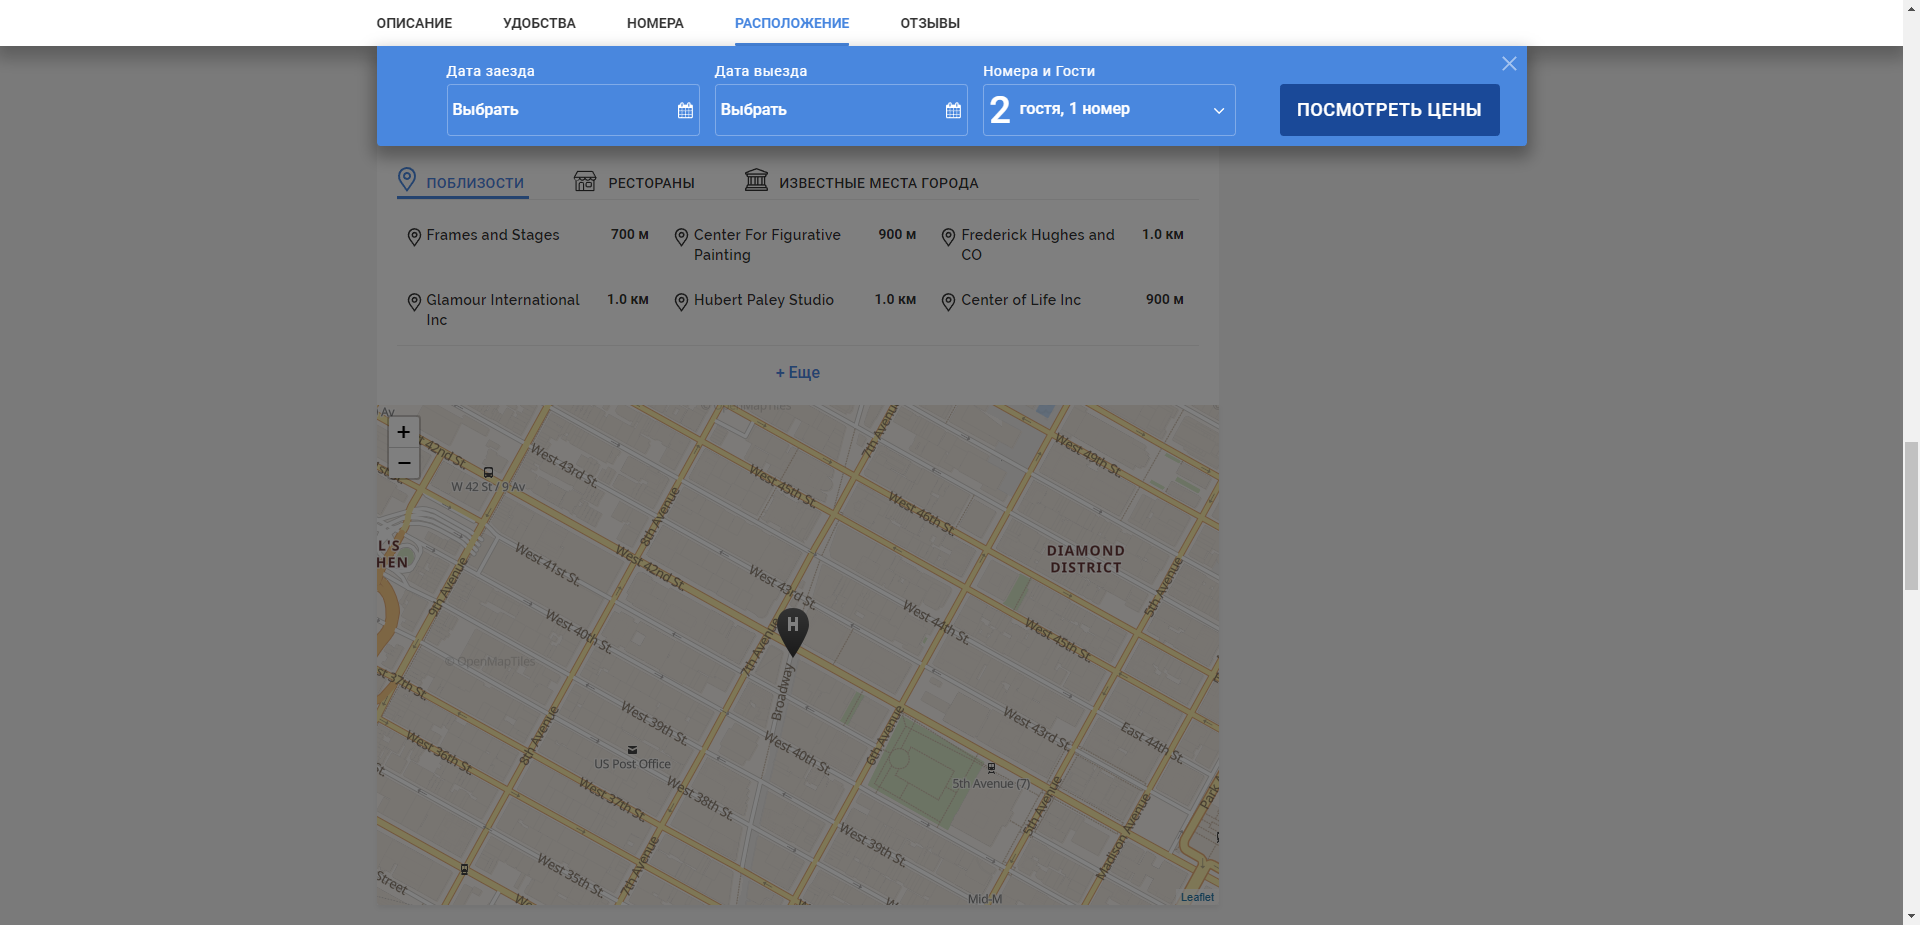 ОПИСАНИЕ УДОБСТВА НОМЕРА РАСПОЛОЖЕНИЕ ОТЗЫВЫ
Дата заезда Дата выезда Номера и Гости
Выбрать Выбрать 2 гостя, 1 номер ПОСМОТРЕТЬ ЦЕНЫ
ПОБЛИЗОСТИ РЕСТОРАНЫ ИЗВЕСТНЫЕ МЕСТА ГОРОДА
Frames and Stages 700 м Center For Figurative 900 м Frederick Hughes and 1.0 км
Painting CO
Glamour International 1.0 км Hubert Paley Studio 1.0 км Center of Life Inc 900 м
Inc
+ Еще
Av
© OpenMapTiles
7th Avenue
+
−
42nd St.
West 43rd St.
West 49th St.
W 42 St / 9 Av
West 45th St.
West 46th St.
8th Avenue
L'S
HEN
DIAMOND
DISTRICT
West 41st St.
West 42nd St.
West 43rd St.
9th Avenue
5th Avenue
West 40th St.
West 44th St.
West 45th St.
H
7th Avenue
© OpenMapTiles
st 37th St.
Broadway
West 39th St.
West 43rd St.
East 44th St.
8th Avenue
West 36th St.
West 40th St.
6th Avenue
US Post Office
5th Avenue (7)
West 37th St.
West 38th St.
5th Avenue
Madison Avenue
Park
West 39th St.
7th Avenue
West 35th St.
Street
Mid-M
Leaflet